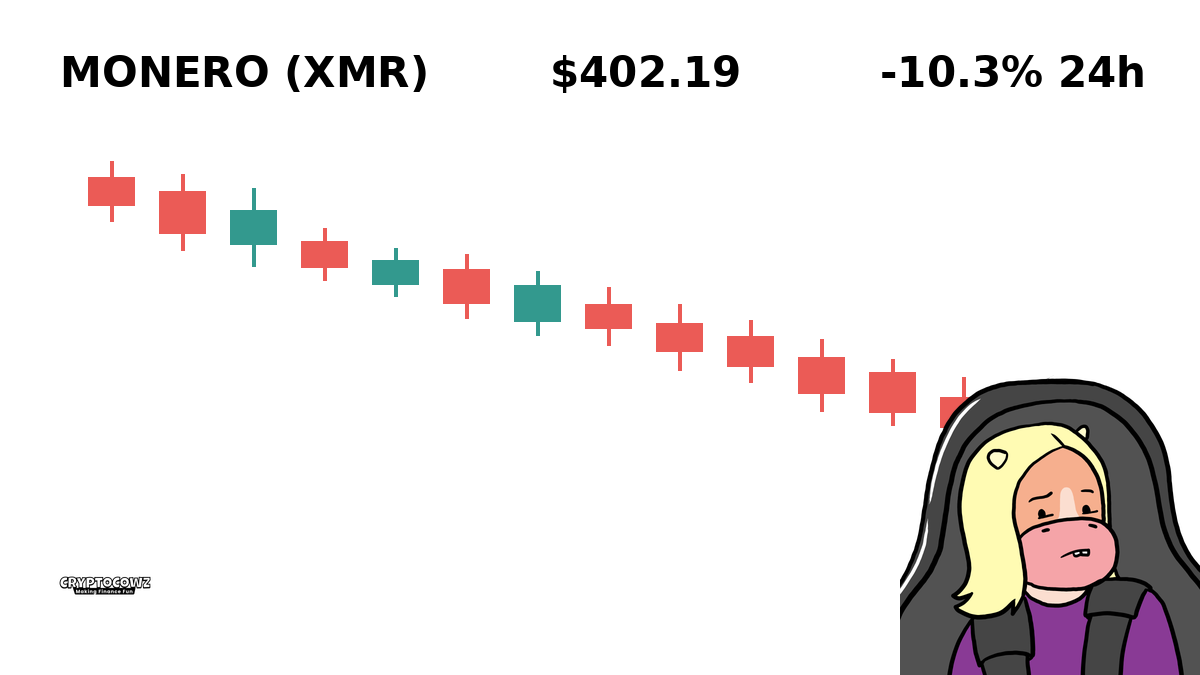 MONERO (XMR) $402.19 -10.3% 24h
CRYPTOCOWZ
Making Finance Fun